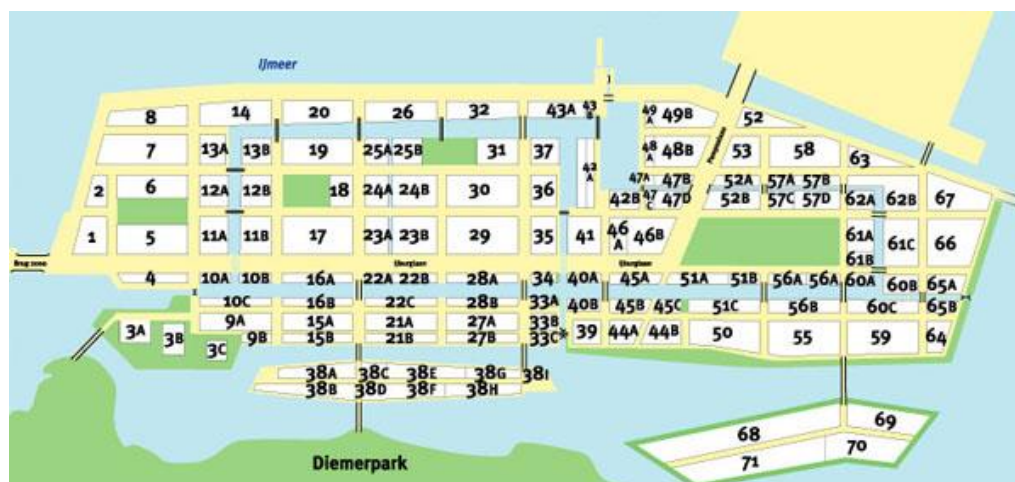 IJmeer
8 14 20 26 32 43A 43B 49A 49B 52
7 13A 13B 19 25A 25B 31 37 42A 48A 48B 53 58 63
2 6 12A 12B 18 24A 24B 30 36 42B 47A 47B 47C 47D 52A 52B 57A 57B 57C 57D 62A 62B 67
1 5 11A 11B 17 23A 23B 29 35 41 46A 46B 61A 61B 61C 66
Brug 20010 IJburglaan IJburglaan
4 10A 10B 16A 22A 22B 28A 34 40A 45A 51A 51B 56A 56A 60A 60B 65A
10C 16B 22C 28B 33A 40B 45B 45C 51C 56B 60C 65B
3A 3B 3C 9A 9B 15A 21A 27A 33B 39 44A 44B 50 55 59 64
15B 21B 27B 33C*
38A 38C 38E 38G 38I
38B 38D 38F 38H
68 69
71 70
Diemerpark